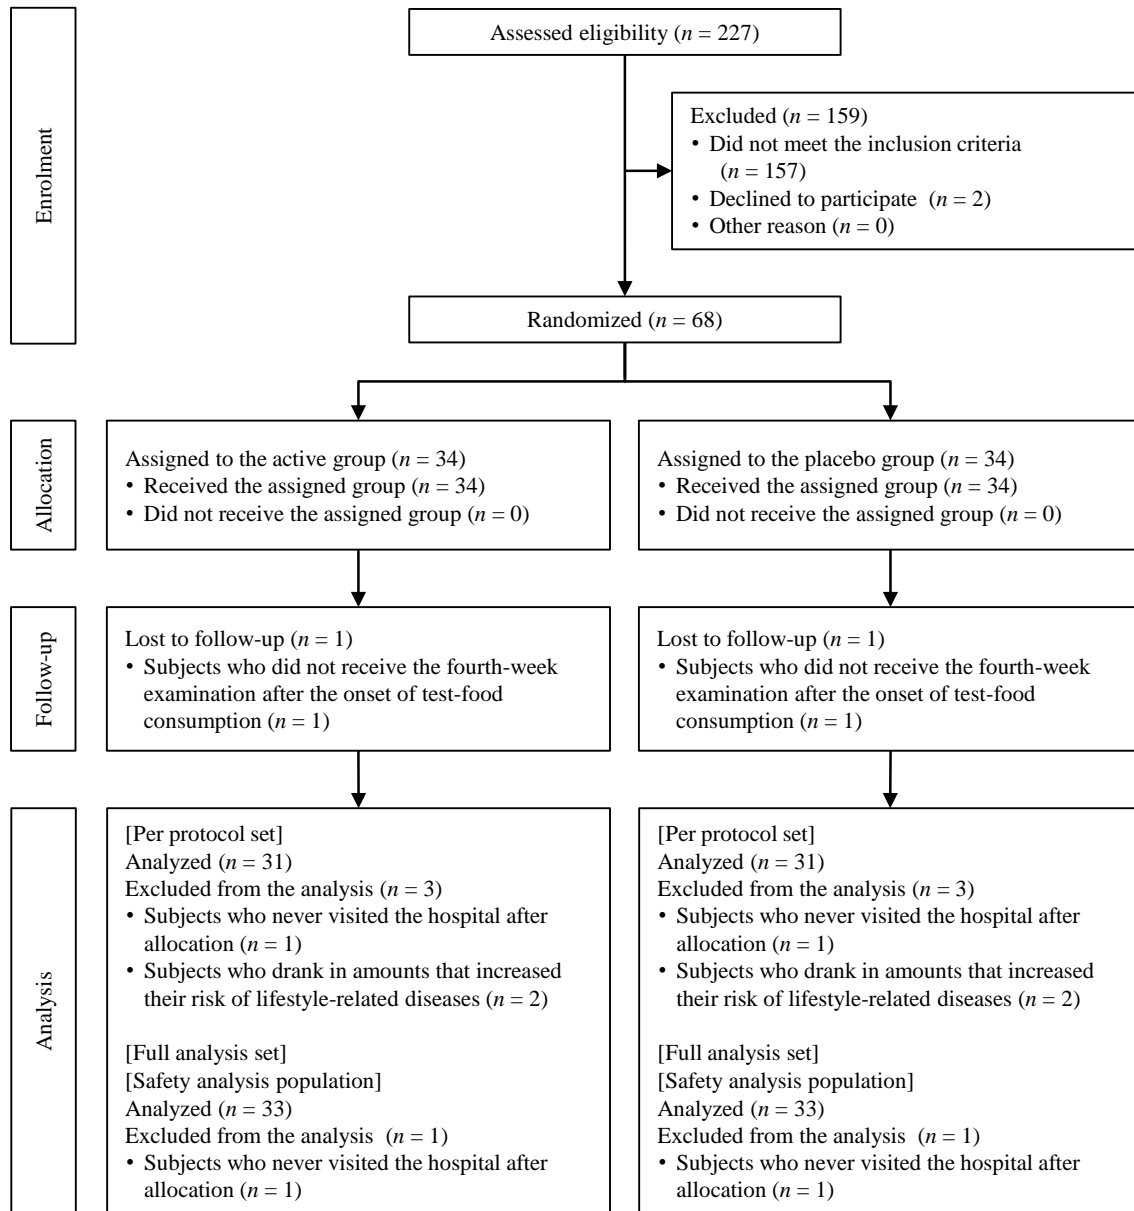 Enrolment
Assessed eligibility (n = 227)
Excluded (n = 159)
• Did not meet the inclusion criteria
(n = 157)
• Declined to participate (n = 2)
• Other reason (n = 0)
Randomized (n = 68)
Allocation
Assigned to the active group (n = 34)
• Received the assigned group (n = 34)
• Did not receive the assigned group (n = 0)
Assigned to the placebo group (n = 34)
• Received the assigned group (n = 34)
• Did not receive the assigned group (n = 0)
Follow-up
Lost to follow-up (n = 1)
• Subjects who did not receive the fourth-week
examination after the onset of test-food
consumption (n = 1)
Lost to follow-up (n = 1)
• Subjects who did not receive the fourth-week
examination after the onset of test-food
consumption (n = 1)
Analysis
[Per protocol set]
Analyzed (n = 31)
Excluded from the analysis (n = 3)
• Subjects who never visited the hospital after
allocation (n = 1)
• Subjects who drank in amounts that increased
their risk of lifestyle-related diseases (n = 2)
[Full analysis set]
[Safety analysis population]
Analyzed (n = 33)
Excluded from the analysis (n = 1)
• Subjects who never visited the hospital after
allocation (n = 1)
[Per protocol set]
Analyzed (n = 31)
Excluded from the analysis (n = 3)
• Subjects who never visited the hospital after
allocation (n = 1)
• Subjects who drank in amounts that increased
their risk of lifestyle-related diseases (n = 2)
[Full analysis set]
[Safety analysis population]
Analyzed (n = 33)
Excluded from the analysis (n = 1)
• Subjects who never visited the hospital after
allocation (n = 1)